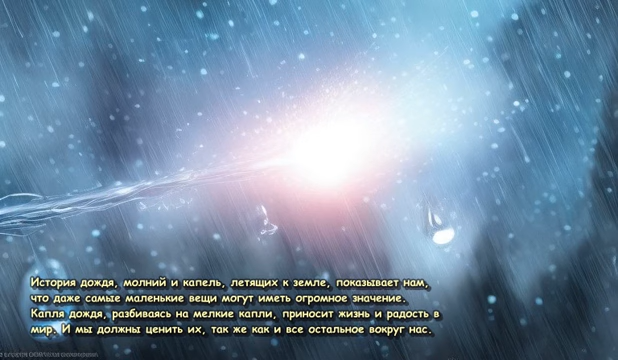 История дождя, молний и капель, летящих к земле, показывает нам,
что даже самые маленькие вещи могут иметь огромное значение.
Капля дождя, разбиваясь на мелкие капли, приносит жизнь и радость в
мир. И мы должны ценить их, так же как и все остальное вокруг нас.